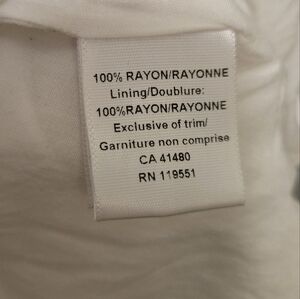 100% RAYON/RAYONNE
Lining/Doublure:
100%RAYON/RAYONNE
Exclusive of trim/
Garniture non comprise
CA 41480
RN 119551